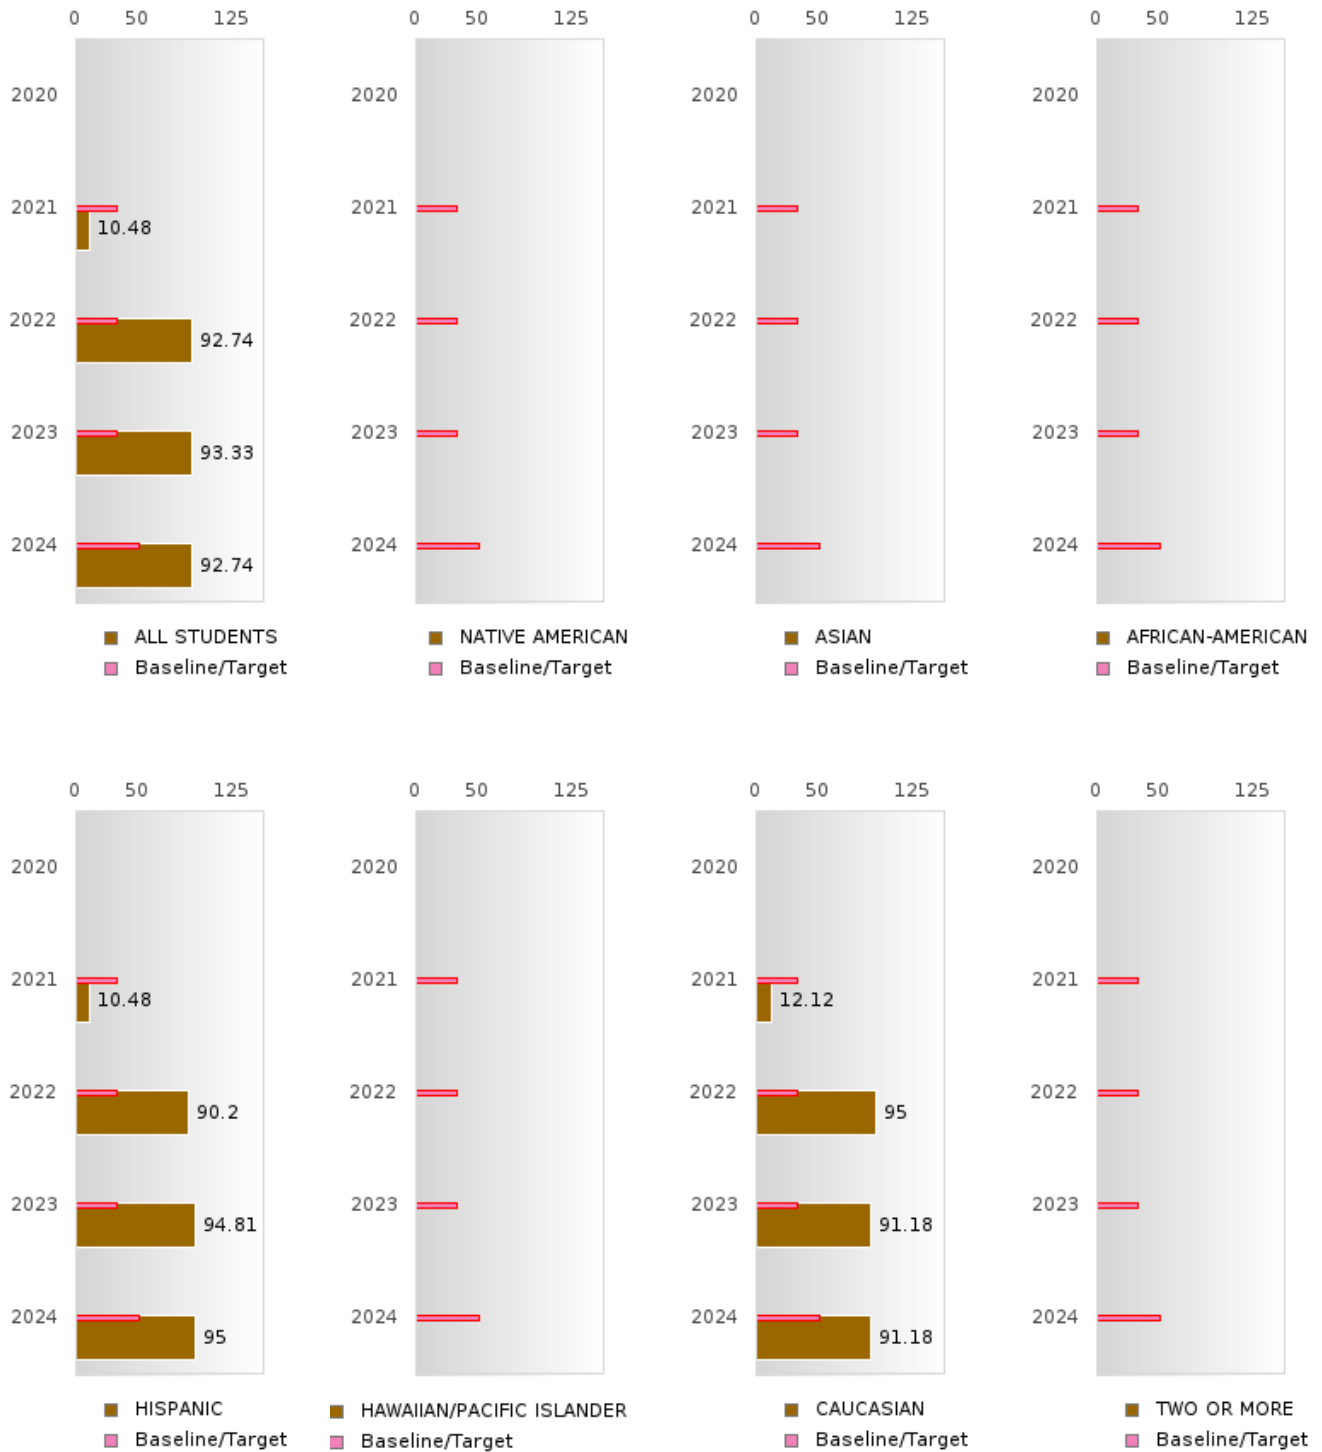 0 50 125 0 50 125 0 50 125 0 50 125
2020 2020 2020 2020
2021 2021 2021 2021
10.48
2022 2022 2022 2022
92.74
2023 2023 2023 2023
93.33
2024 2024 2024 2024
92.74
ALL STUDENTS NATIVE AMERICAN ASIAN AFRICAN-AMERICAN
Baseline/Target Baseline/Target Baseline/Target Baseline/Target
0 50 125 0 50 125 0 50 125 0 50 125
2020 2020 2020 2020
2021 2021 2021 2021
10.48 12.12
2022 2022 2022 2022
90.2 95
2023 2023 2023 2023
94.81 91.18
2024 2024 2024 2024
95 91.18
HISPANIC HAWAIIAN/PACIFIC ISLANDER CAUCASIAN TWO OR MORE
Baseline/Target Baseline/Target Baseline/Target Baseline/Target